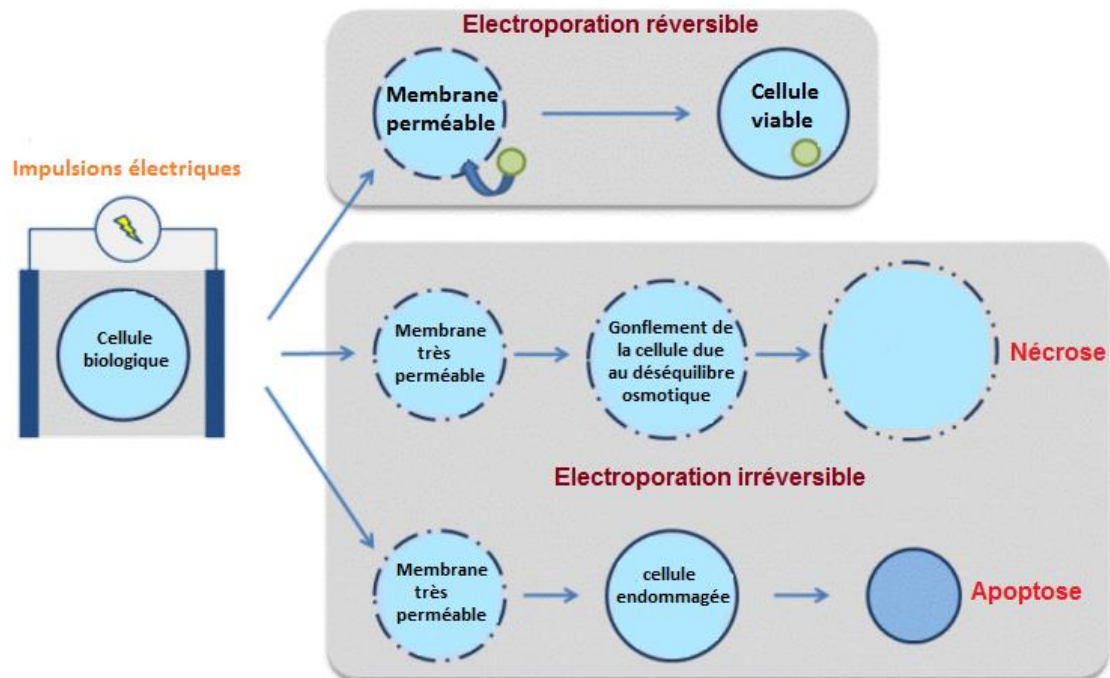 Electroporation réversible
Membrane
perméable
Cellule
viable
Impulsions électriques
Cellule
biologique
Membrane
très
perméable
Gonflement de
la cellule due
au déséquilibre
osmotique
Nécrose
Electroporation irréversible
Membrane
très
perméable
cellule
endommagée
Apoptose